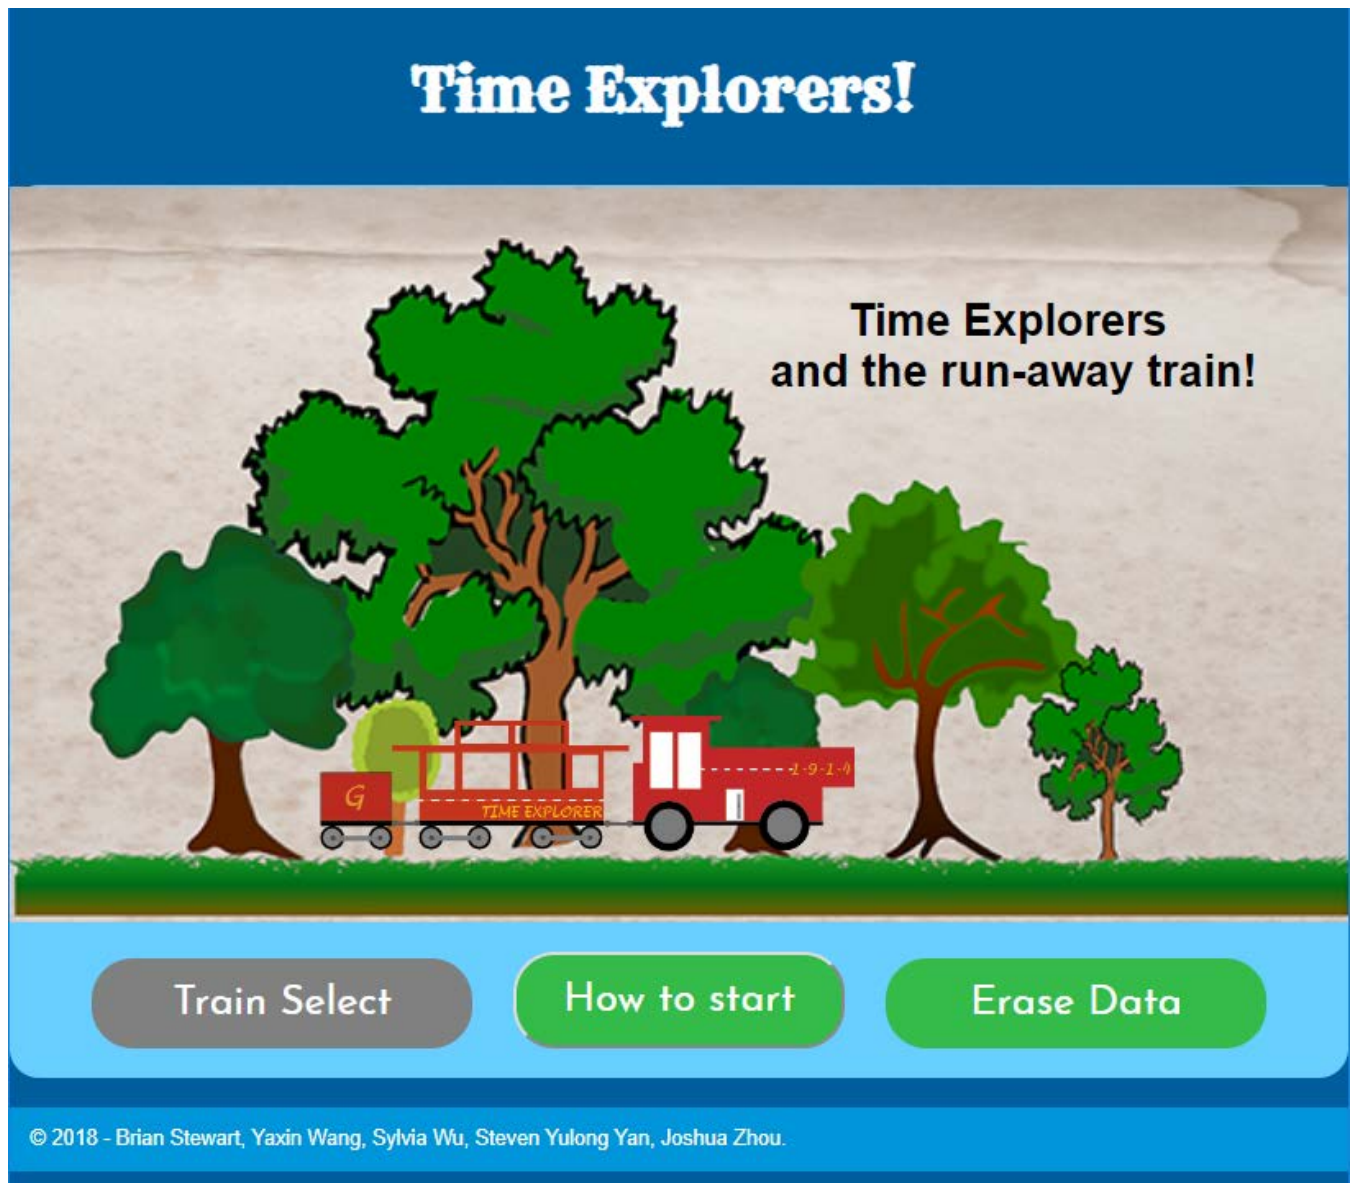 Time Explorers!
Time Explorers
and the run-away train!
1-9-1-4
G
TIME EXPLORER
Train Select
How to start
Erase Data
© 2018 - Brian Stewart, Yaxin Wang, Sylvia Wu, Steven Yulong Yan, Joshua Zhou.